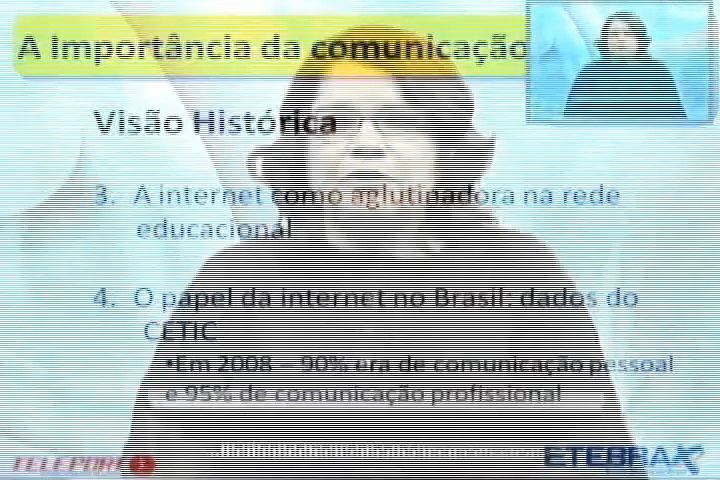 A Importância da comunicação
Visão Histórica
3. A internet como aglutinadora na rede
educacional
4. O papel da internet no Brasil: dados do
CETIC
•Em 2008 – 90% era de comunicação pessoal
e 95% de comunicação profissional
ETEBRAX